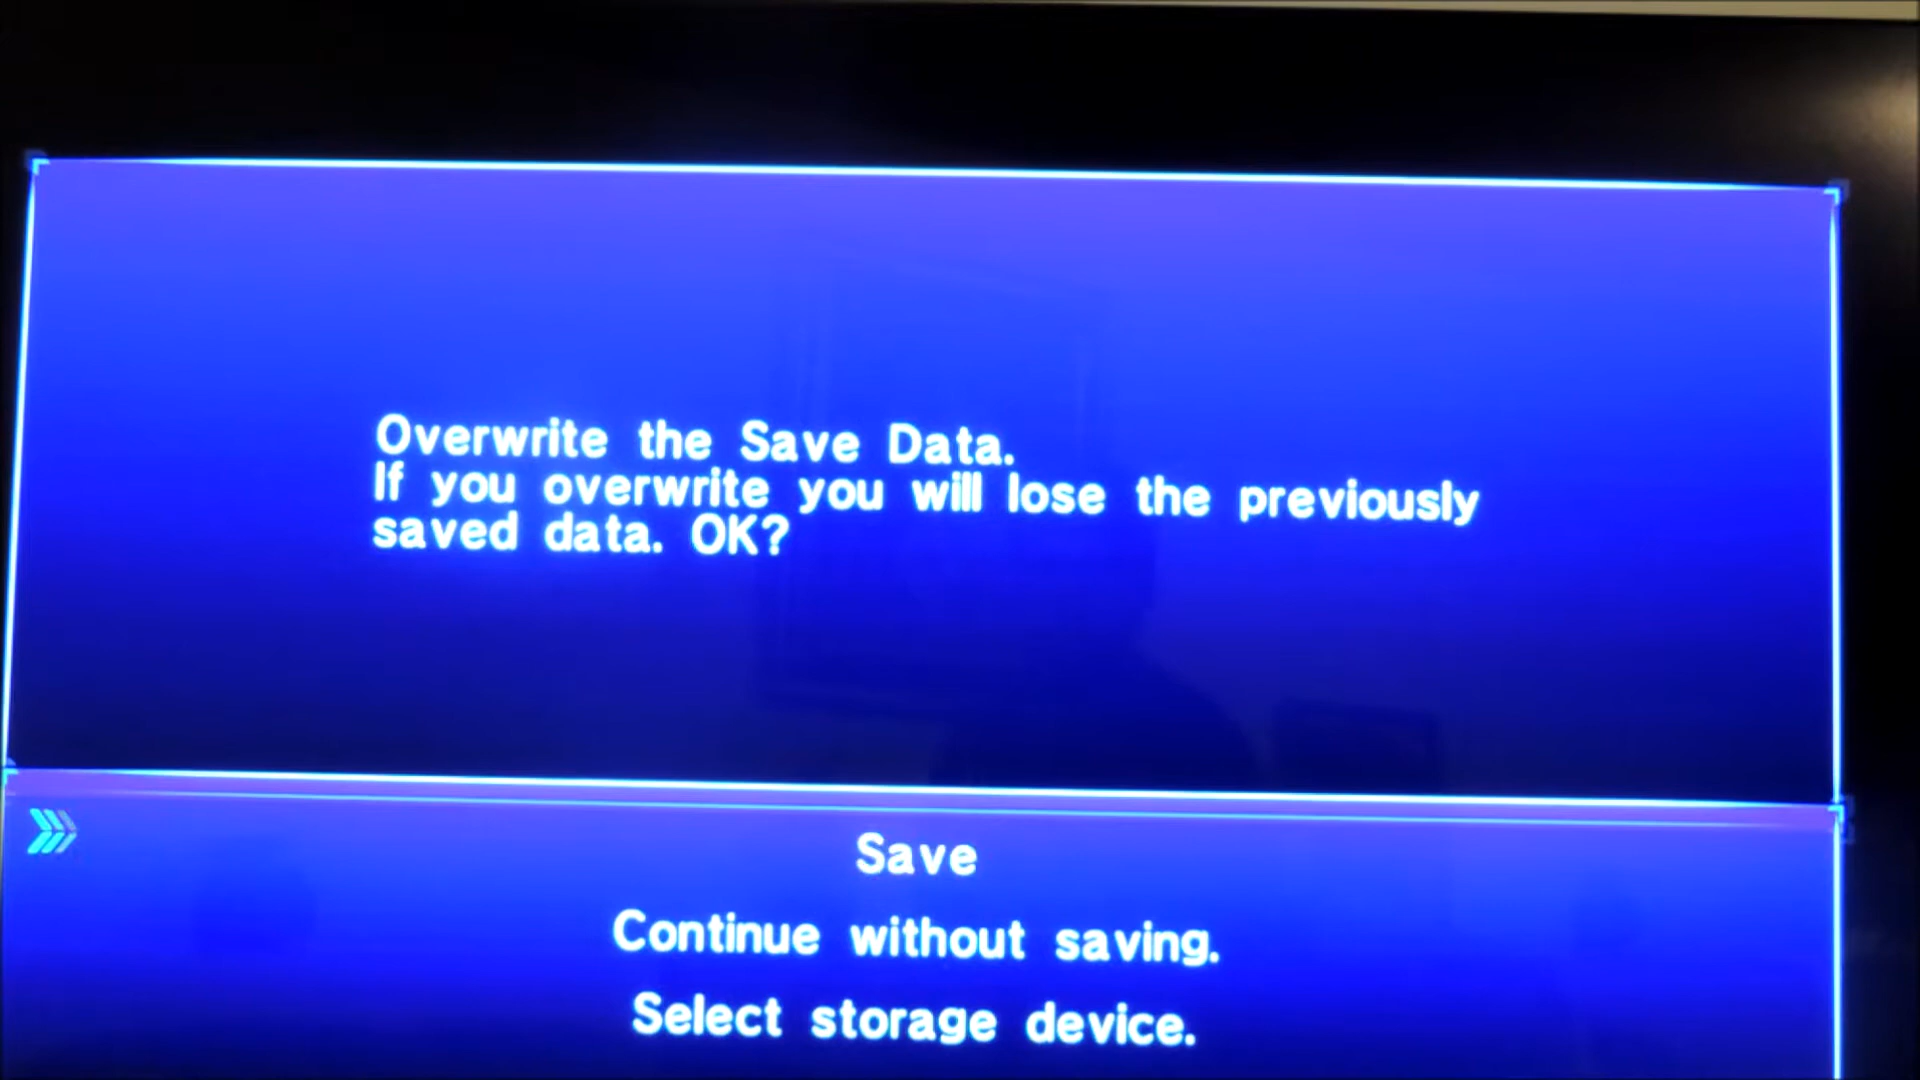 Overwrite the Save Data.
If you overwrite you will lose the previously
saved data. OK?
Save
Continue without saving.
Select storage device.